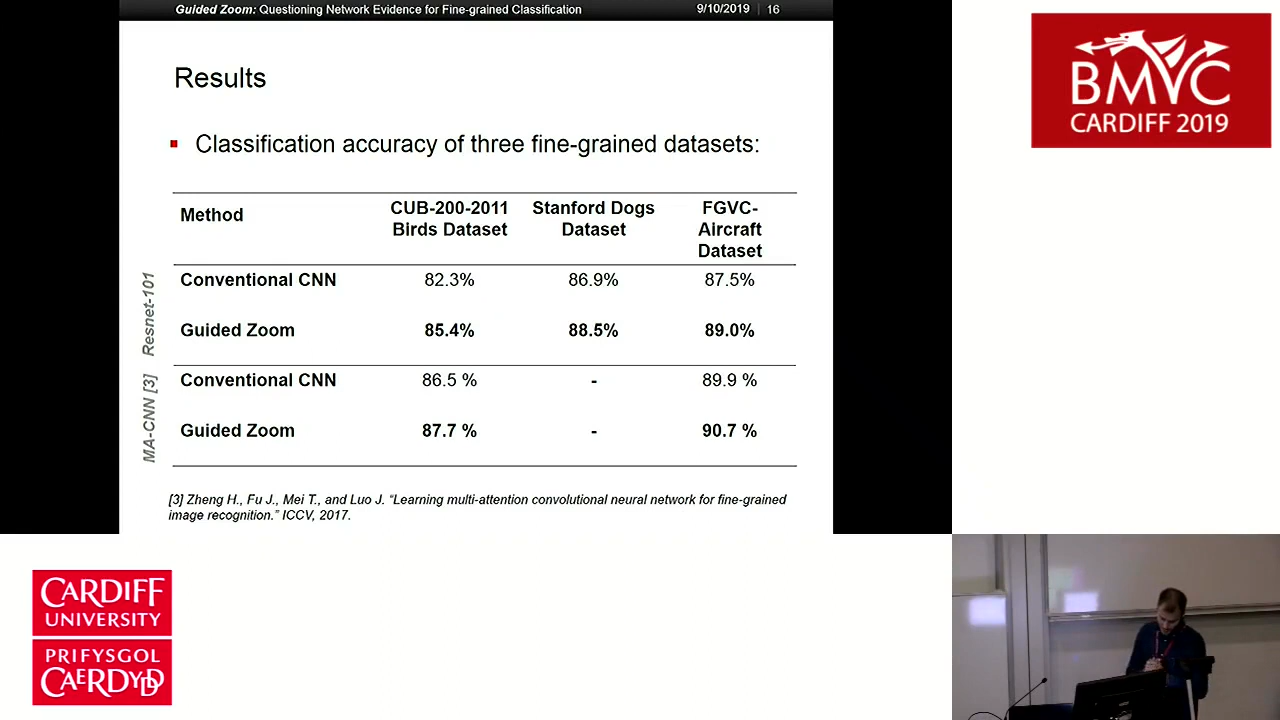 Guided Zoom: Questioning Network Evidence for Fine-grained Classification
9/10/2019 | 16
Results
Classification accuracy of three fine-grained datasets:
Method
CUB-200-2011
Birds Dataset
Stanford Dogs
Dataset
FGVC-
Aircraft
Dataset
Resnet-101
Conventional CNN 82.3% 86.9% 87.5%
Guided Zoom 85.4% 88.5% 89.0%
MA-CNN [3]
Conventional CNN 86.5 % - 89.9 %
Guided Zoom 87.7 % - 90.7 %
[3] Zheng H., Fu J., Mei T., and Luo J. “Learning multi-attention convolutional neural network for fine-grained
image recognition.” ICCV, 2017.
BMVC
CARDIFF 2019
CARDIFF
UNIVERSITY
PRIFYSGOL
CAERDYDD